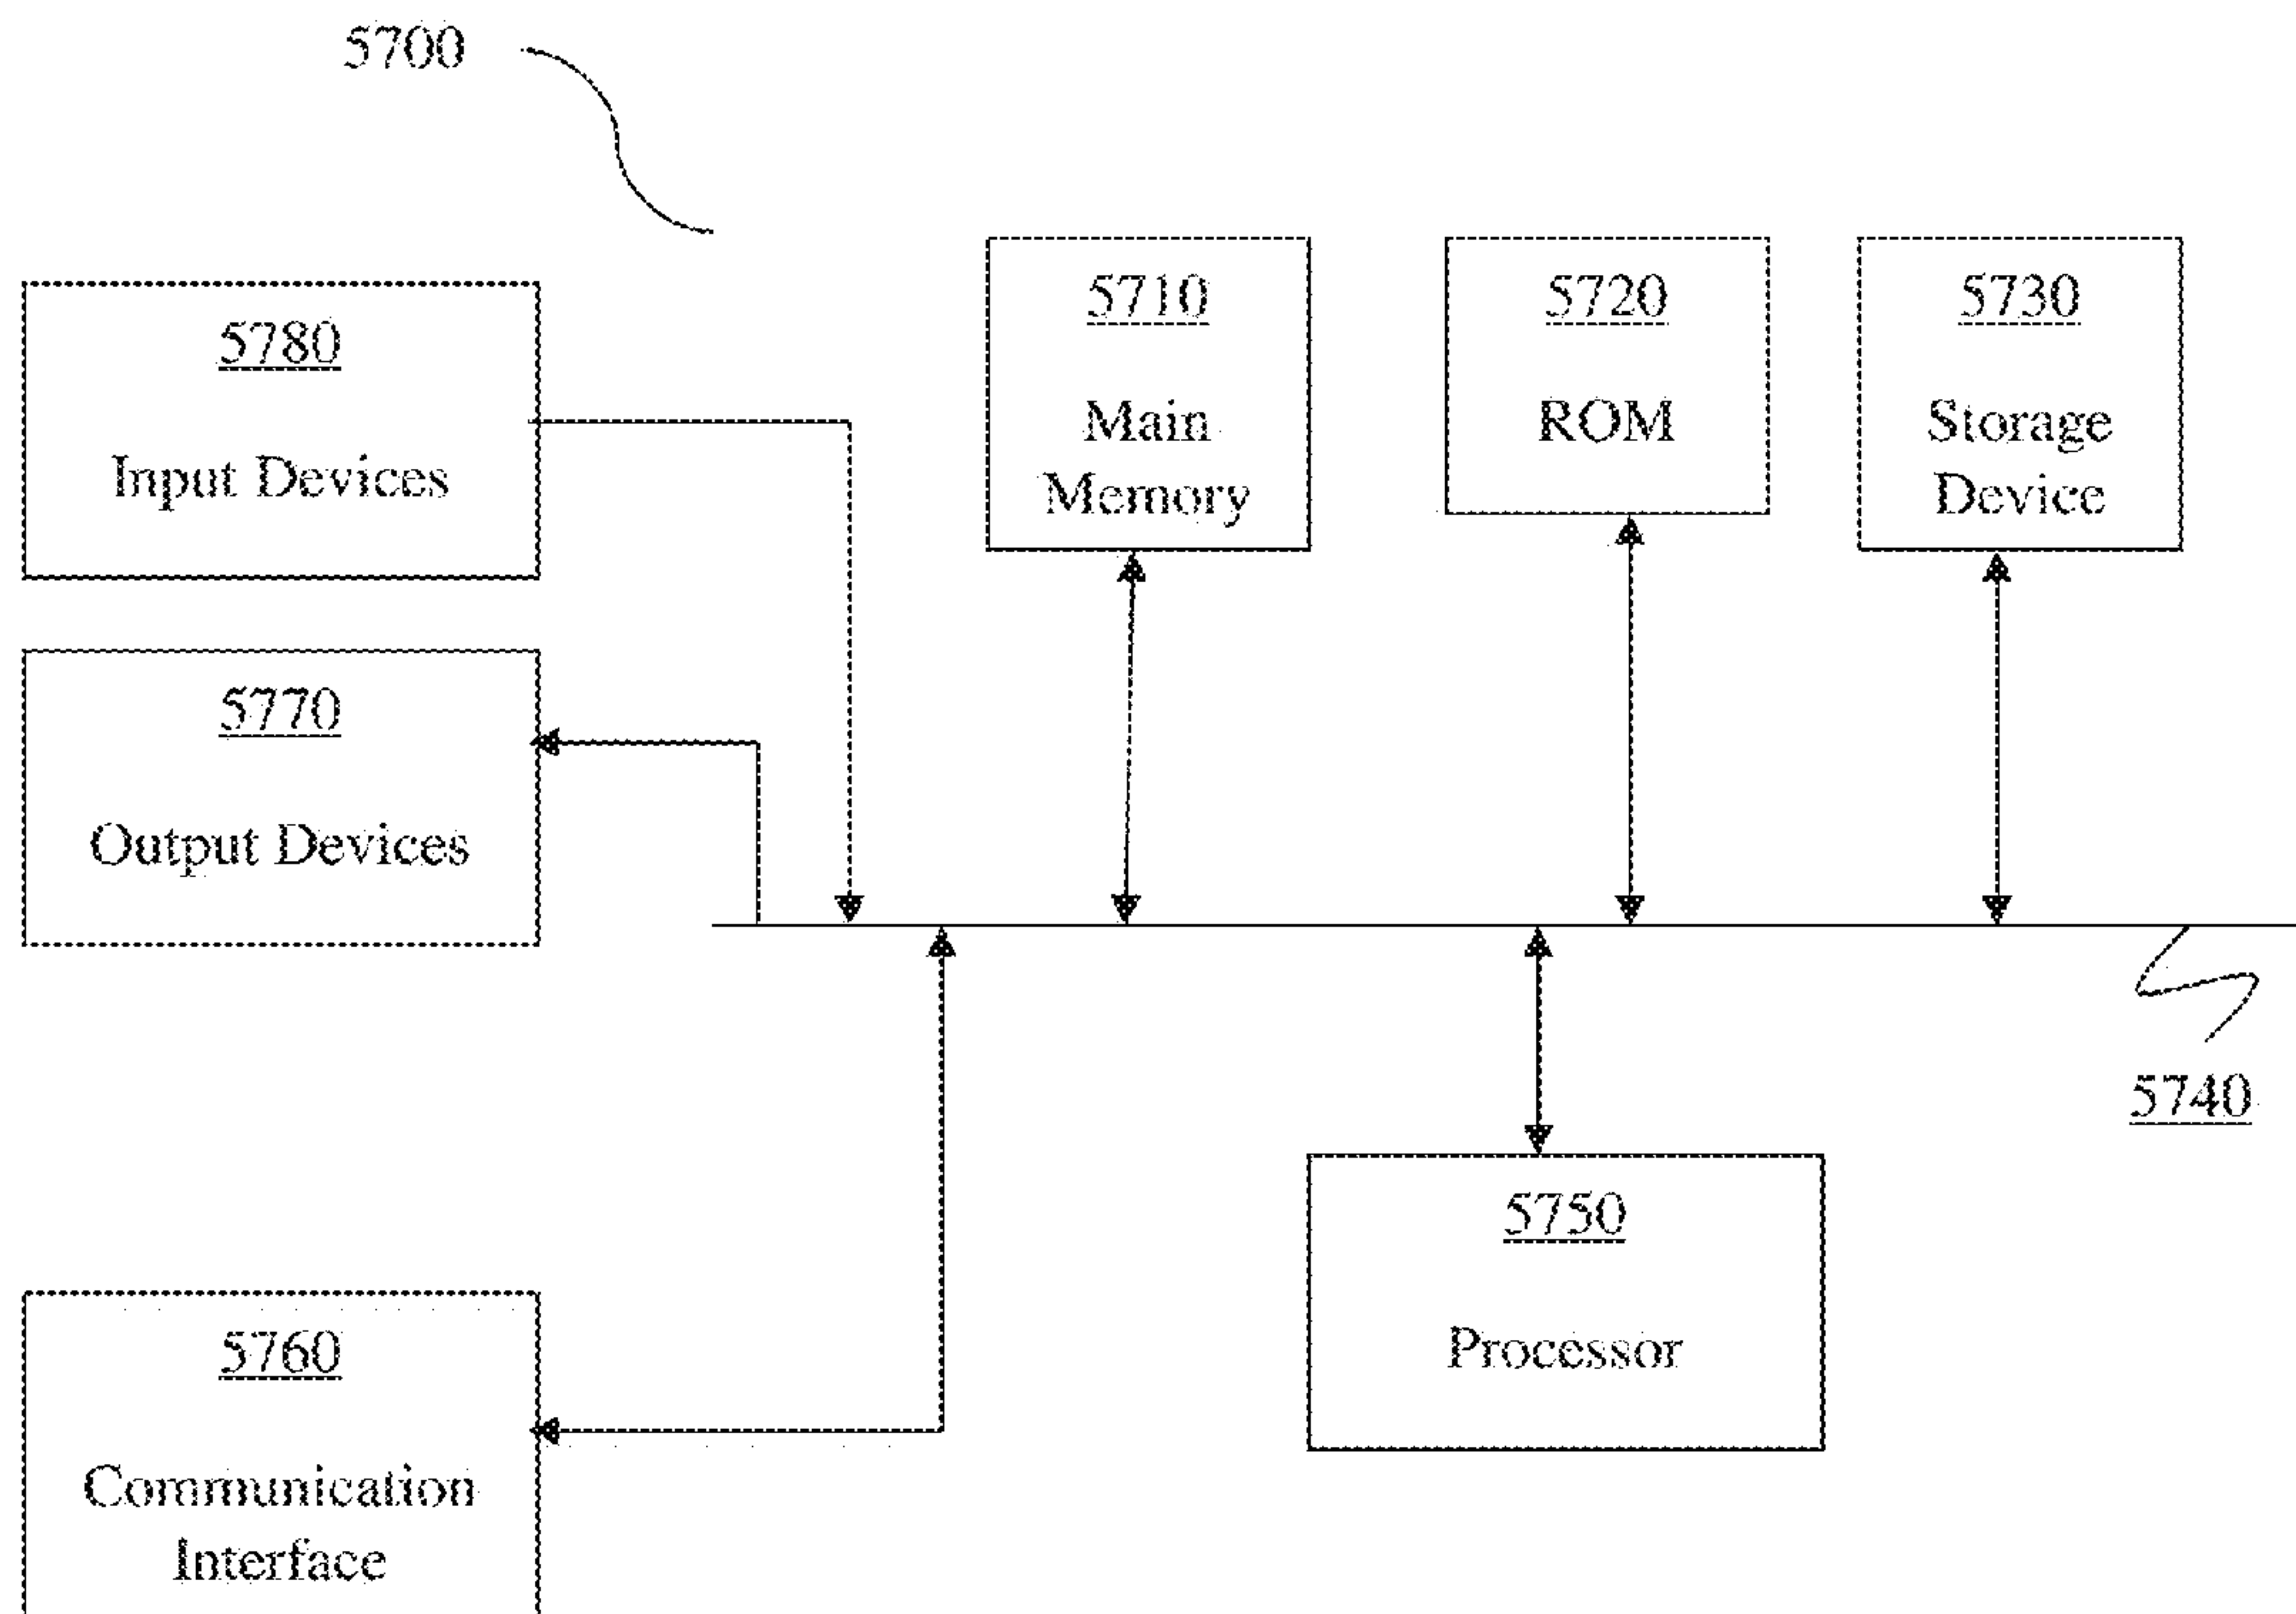 5700
5780
Input Devices
5710
Main
Memory
5720
ROM
5730
Storage
Device
5770
Output Devices
5740
5750
Processor
5760
Communication
Interface